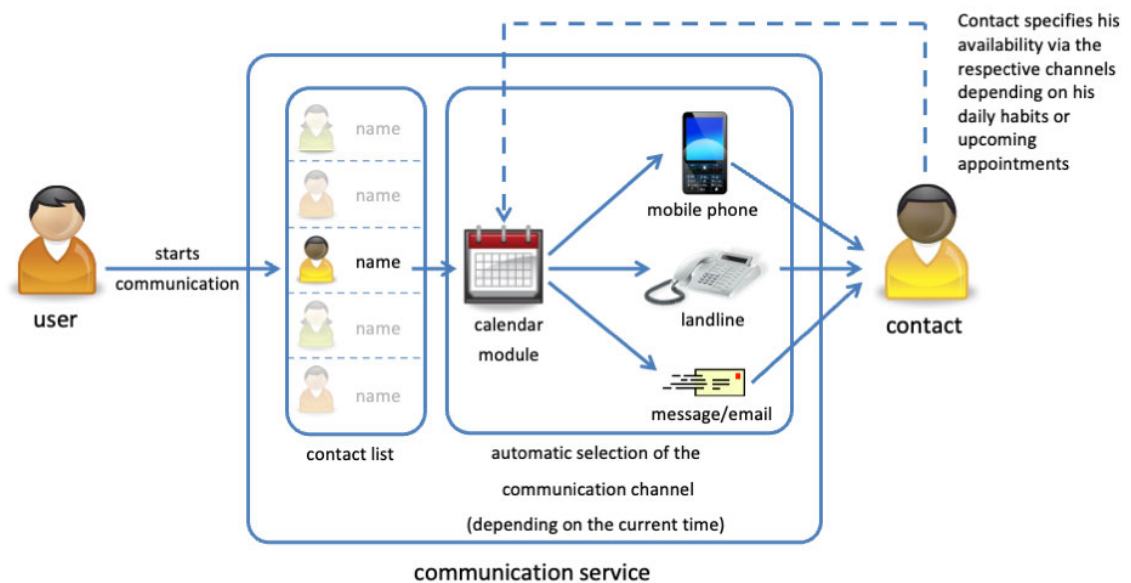 Contact specifies his
availability via the
respective channels
depending on his
daily habits or
upcoming
appointments
name
name
name
name
name
starts
communication
user
calendar
module
mobile phone
landline
message/email
contact
contact list
automatic selection of the
communication channel
(depending on the current time)
communication service